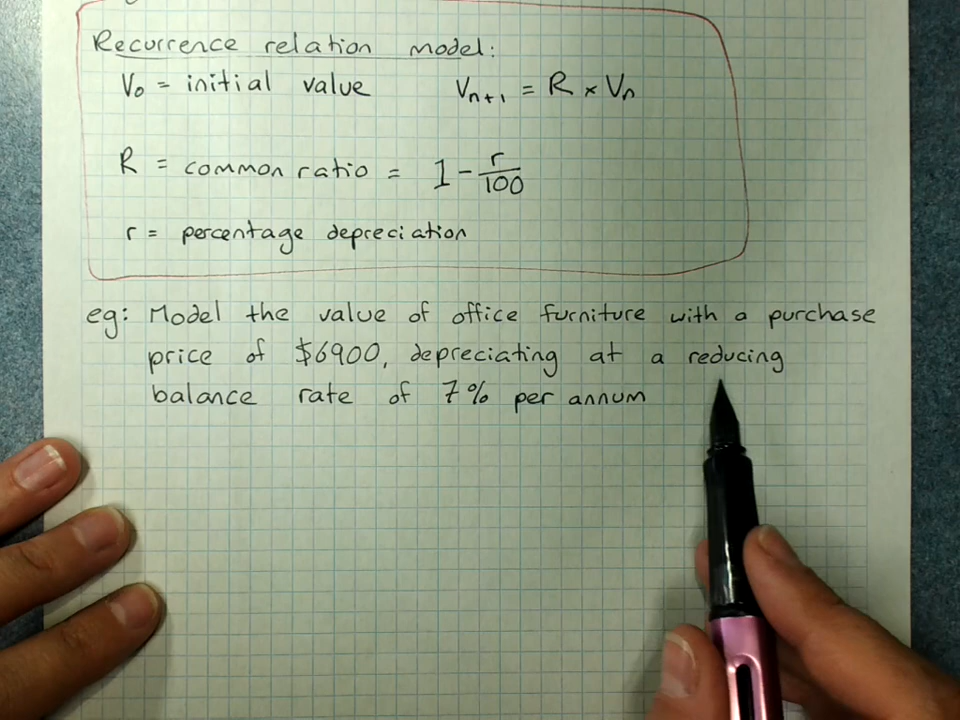 Recurrence relation model:
V₀ = initial value Vₙ₊₁ = R × Vₙ
R = common ratio = 1 - r/100
r = percentage depreciation
eg: Model the value of office furniture with a purchase
price of $6900, depreciating at a reducing
balance rate of 7% per annum